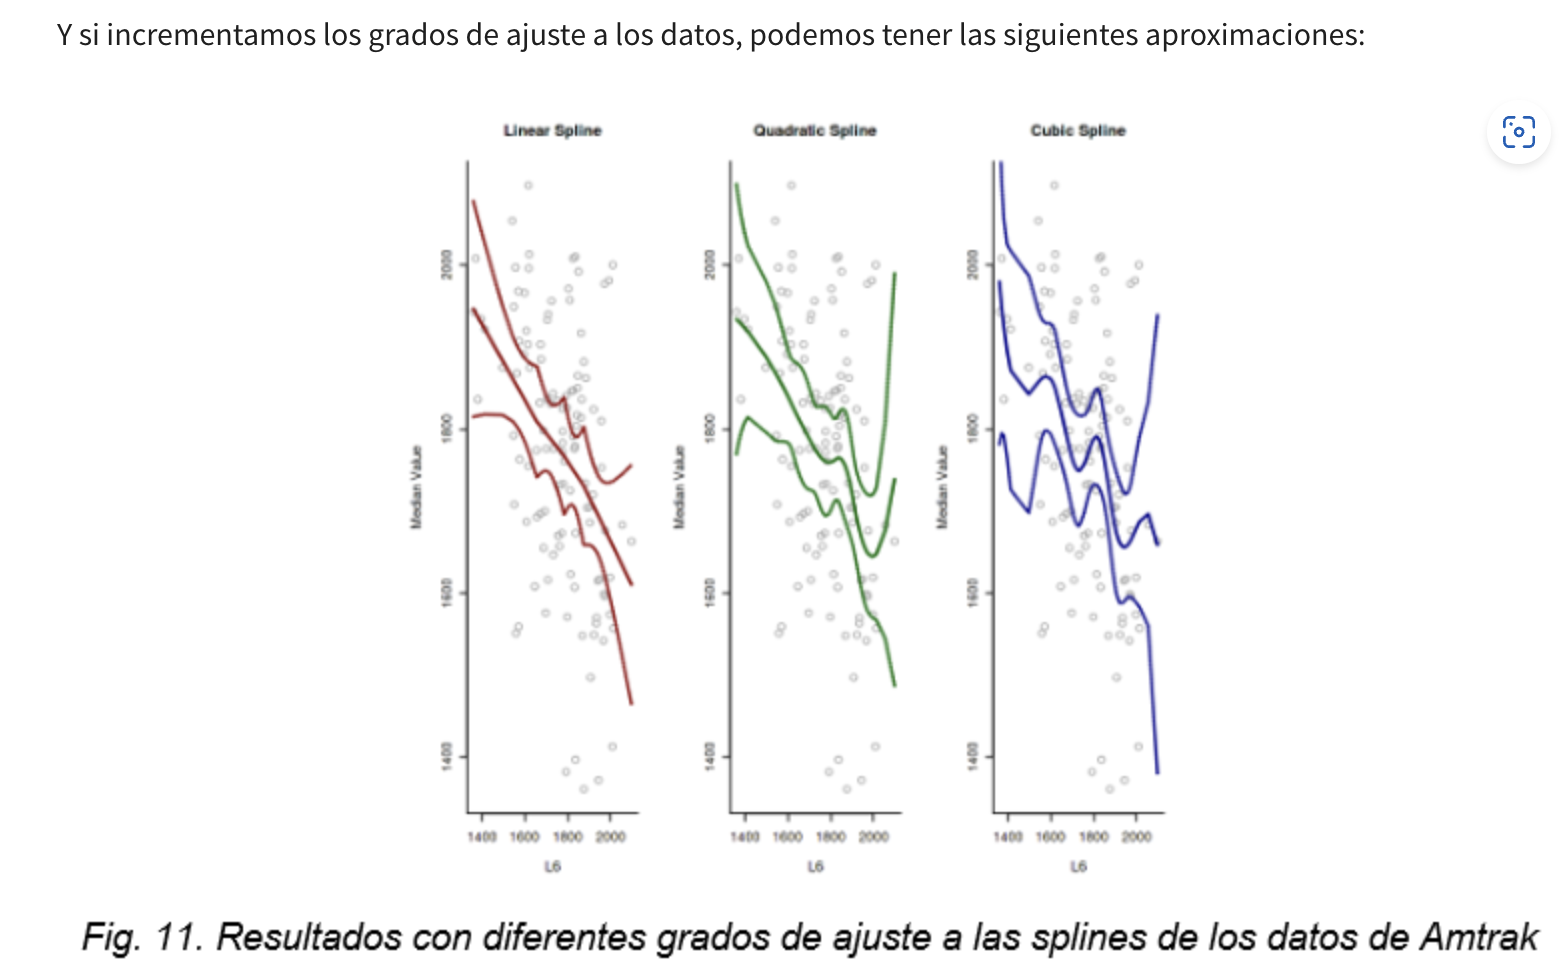 Y si incrementamos los grados de ajuste a los datos, podemos tener las siguientes aproximaciones:
Linear Spline
Median Value
2000
1800
1600
1400
1400 1600 1800 2000
L6
Quadratic Spline
Median Value
2000
1800
1600
1400
1400 1600 1800 2000
L6
Cubic Spline
Median Value
2000
1800
1600
1400
1400 1600 1800 2000
L6
Fig. 11. Resultados con diferentes grados de ajuste a las splines de los datos de Amtrak